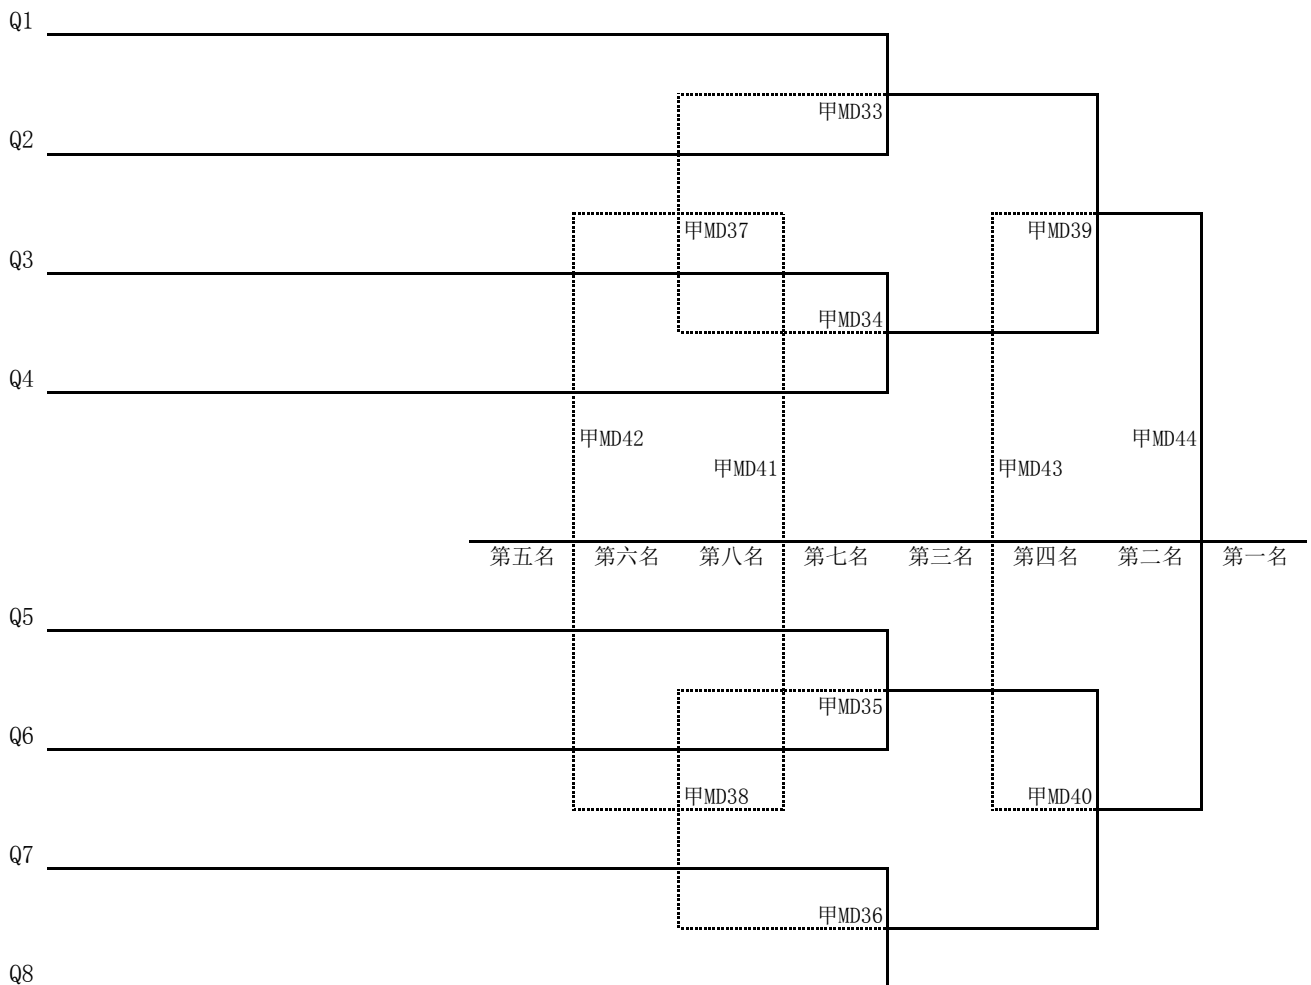 Q1
甲MD33
Q2
甲MD37
甲MD39
Q3
甲MD34
Q4
甲MD42
甲MD44
甲MD41
甲MD43
第五名 第六名 第八名 第七名 第三名 第四名 第二名 第一名
Q5
甲MD35
Q6
甲MD38
甲MD40
Q7
甲MD36
Q8